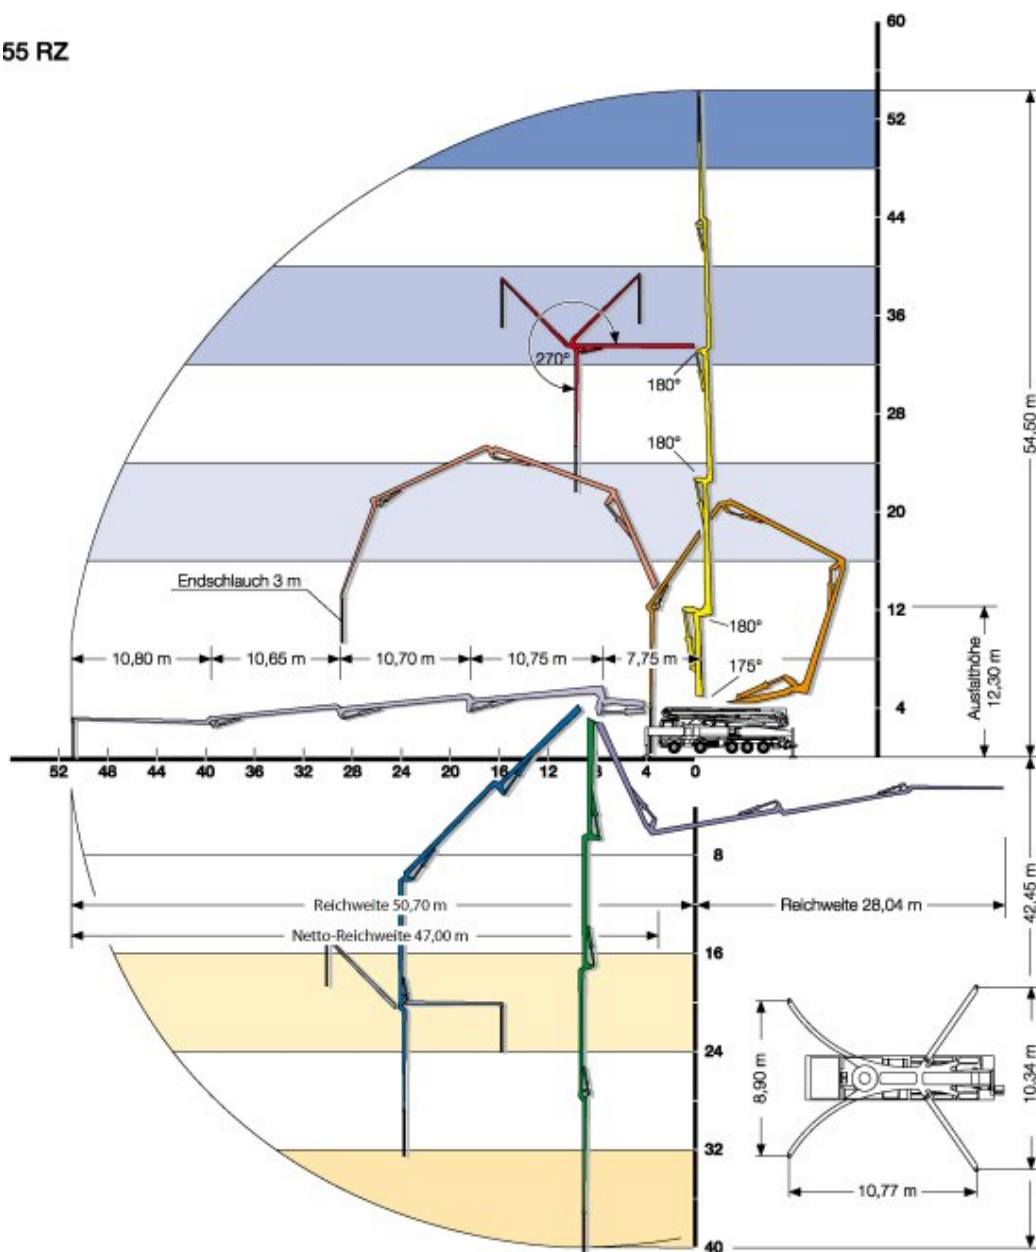 55 RZ
60
52
44
36
270°
180°
180°
20
Endschlauch 3 m
12
180°
10,80 m
10,65 m
10,70 m
10,75 m
7,75 m
175°
Ausfalthöhe
12,30 m
54,50 m
4
52 48 44 40 36 32 28 24 20 16 12 8 4 0
8
Reichweite 50,70 m
Reichweite 28,04 m
42,45 m
Netto-Reichweite 47,00 m
16
24
8,90 m
10,34 m
32
10,77 m
40